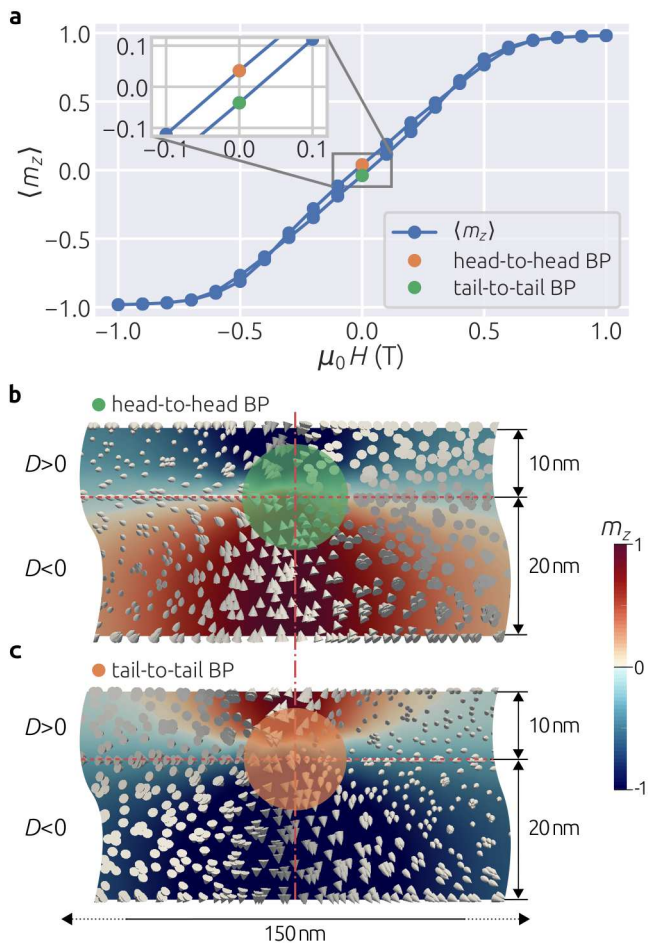 a
1.0
0.5
0.0
−0.5
−1.0
⟨m_z⟩
0.1
0.0
−0.1
−0.1 0.0 0.1
⟨m_z⟩
head-to-head BP
tail-to-tail BP
−1.0 −0.5 0.0 0.5 1.0
μ₀H (T)
b
head-to-head BP
D>0
10 nm
D<0
20 nm
m_z
1
0
-1
c
tail-to-tail BP
D>0
10 nm
D<0
20 nm
150 nm